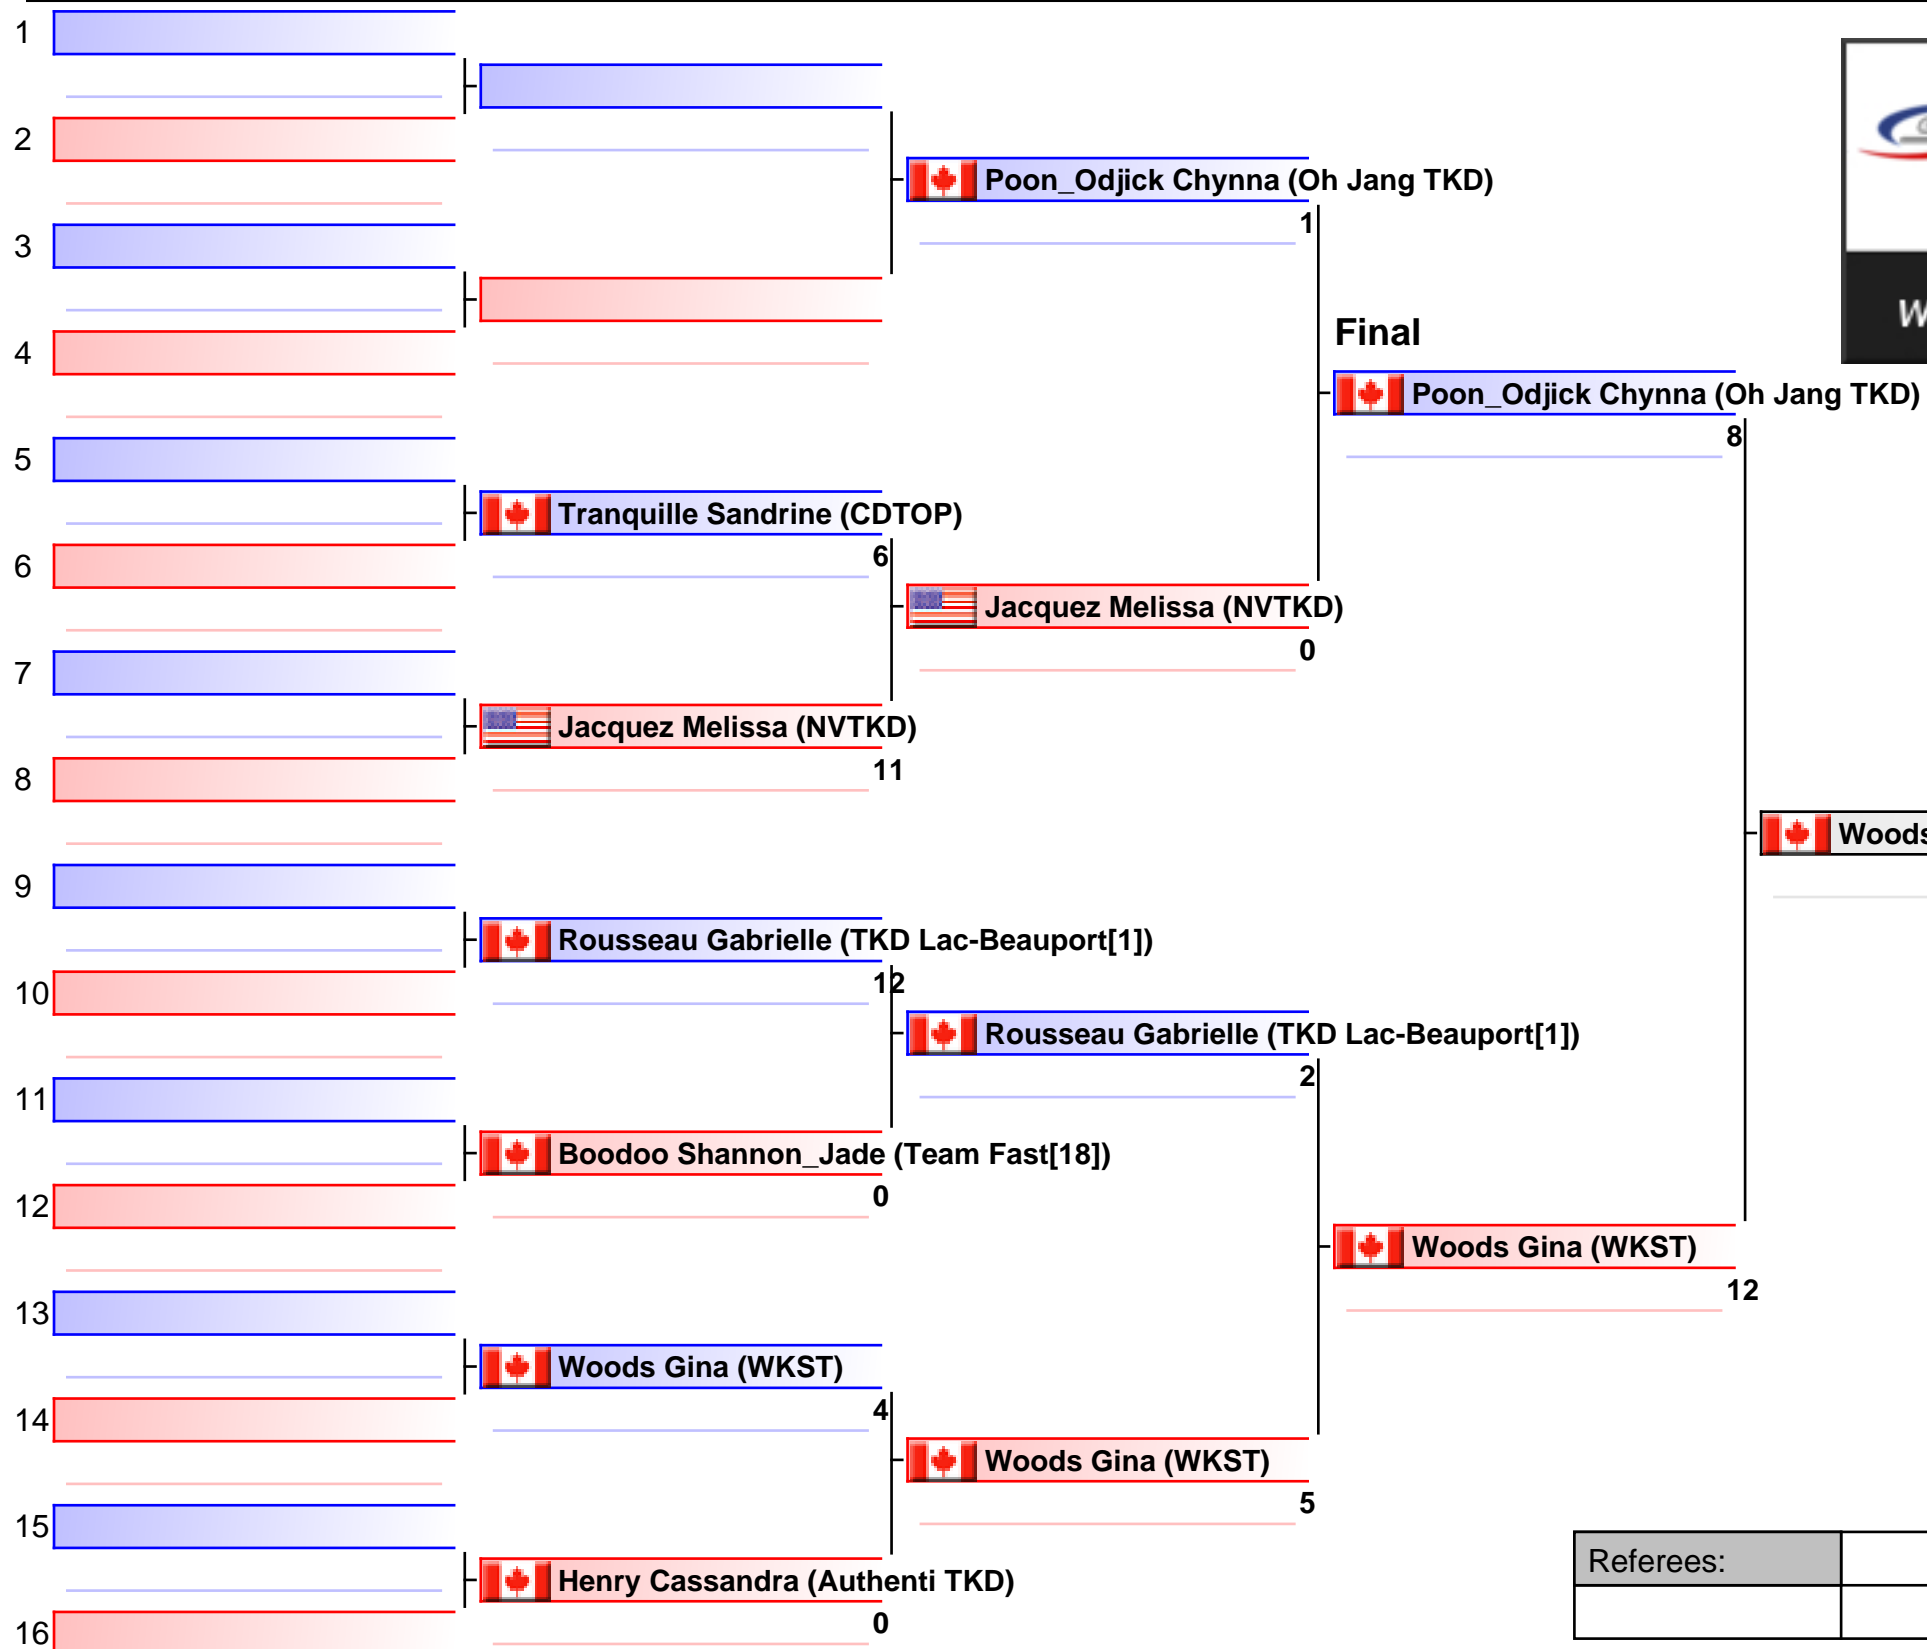 1
2
Poon_Odjick Chynna (Oh Jang TKD)
1
3
Final
4
Poon_Odjick Chynna (Oh Jang TKD)
8
5
Tranquille Sandrine (CDTOP)
6
6
Jacquez Melissa (NVTKD)
0
7
Jacquez Melissa (NVTKD)
11
8
Woods
9
Rousseau Gabrielle (TKD Lac-Beauport[1])
12
10
Rousseau Gabrielle (TKD Lac-Beauport[1])
2
11
Boodoo Shannon_Jade (Team Fast[18])
0
12
Woods Gina (WKST)
12
13
Woods Gina (WKST)
4
14
Woods Gina (WKST)
5
15
Referees:
Henry Cassandra (Authenti TKD)
0
16